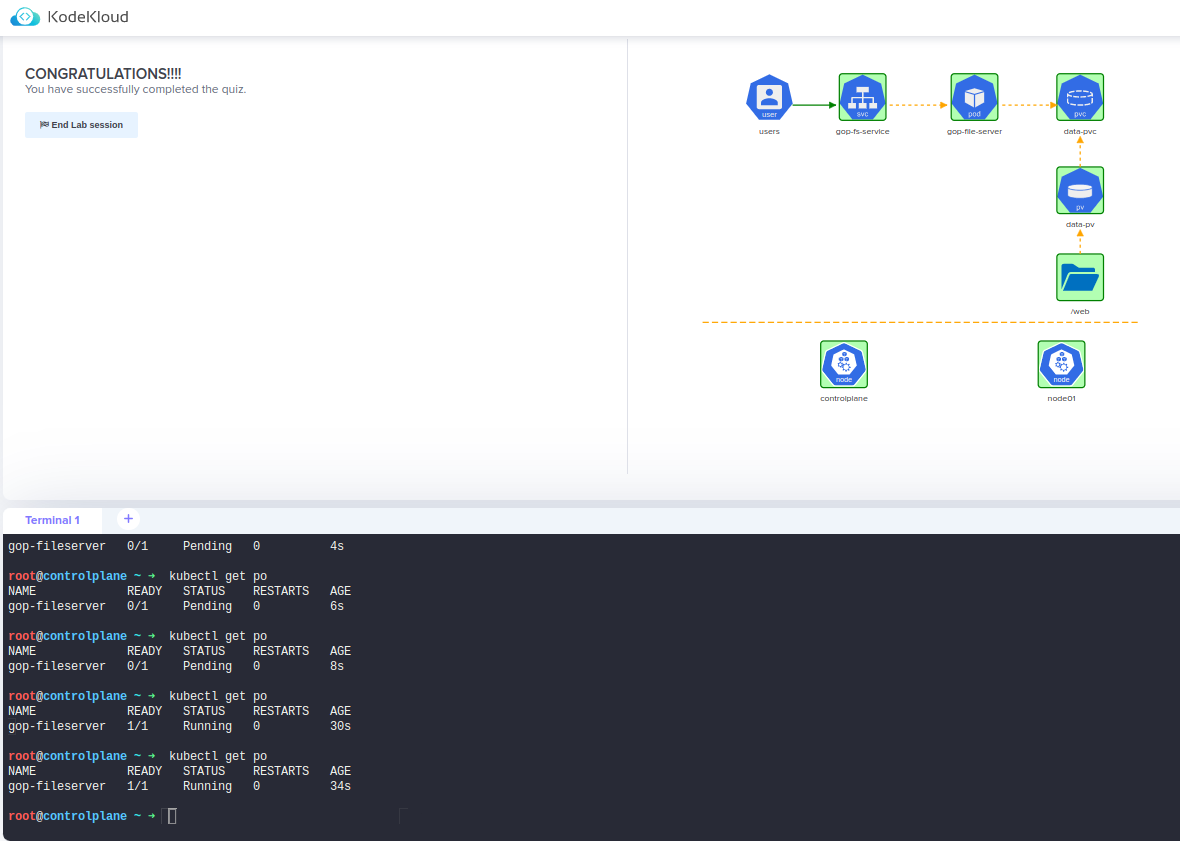 KodeKloud
CONGRATULATIONS!!!!
You have successfully completed the quiz.
End Lab session
user
svc
pod
pvc
users
gop-fs-service
gop-file-server
data-pvc
pv
data-pv
/web
node
node
controlplane
node01
Terminal 1
+
gop-fileserver 0/1 Pending 0 4s
root@controlplane ~ ➜ kubectl get po
NAME READY STATUS RESTARTS AGE
gop-fileserver 0/1 Pending 0 6s
root@controlplane ~ ➜ kubectl get po
NAME READY STATUS RESTARTS AGE
gop-fileserver 0/1 Pending 0 8s
root@controlplane ~ ➜ kubectl get po
NAME READY STATUS RESTARTS AGE
gop-fileserver 1/1 Running 0 30s
root@controlplane ~ ➜ kubectl get po
NAME READY STATUS RESTARTS AGE
gop-fileserver 1/1 Running 0 34s
root@controlplane ~ ➜